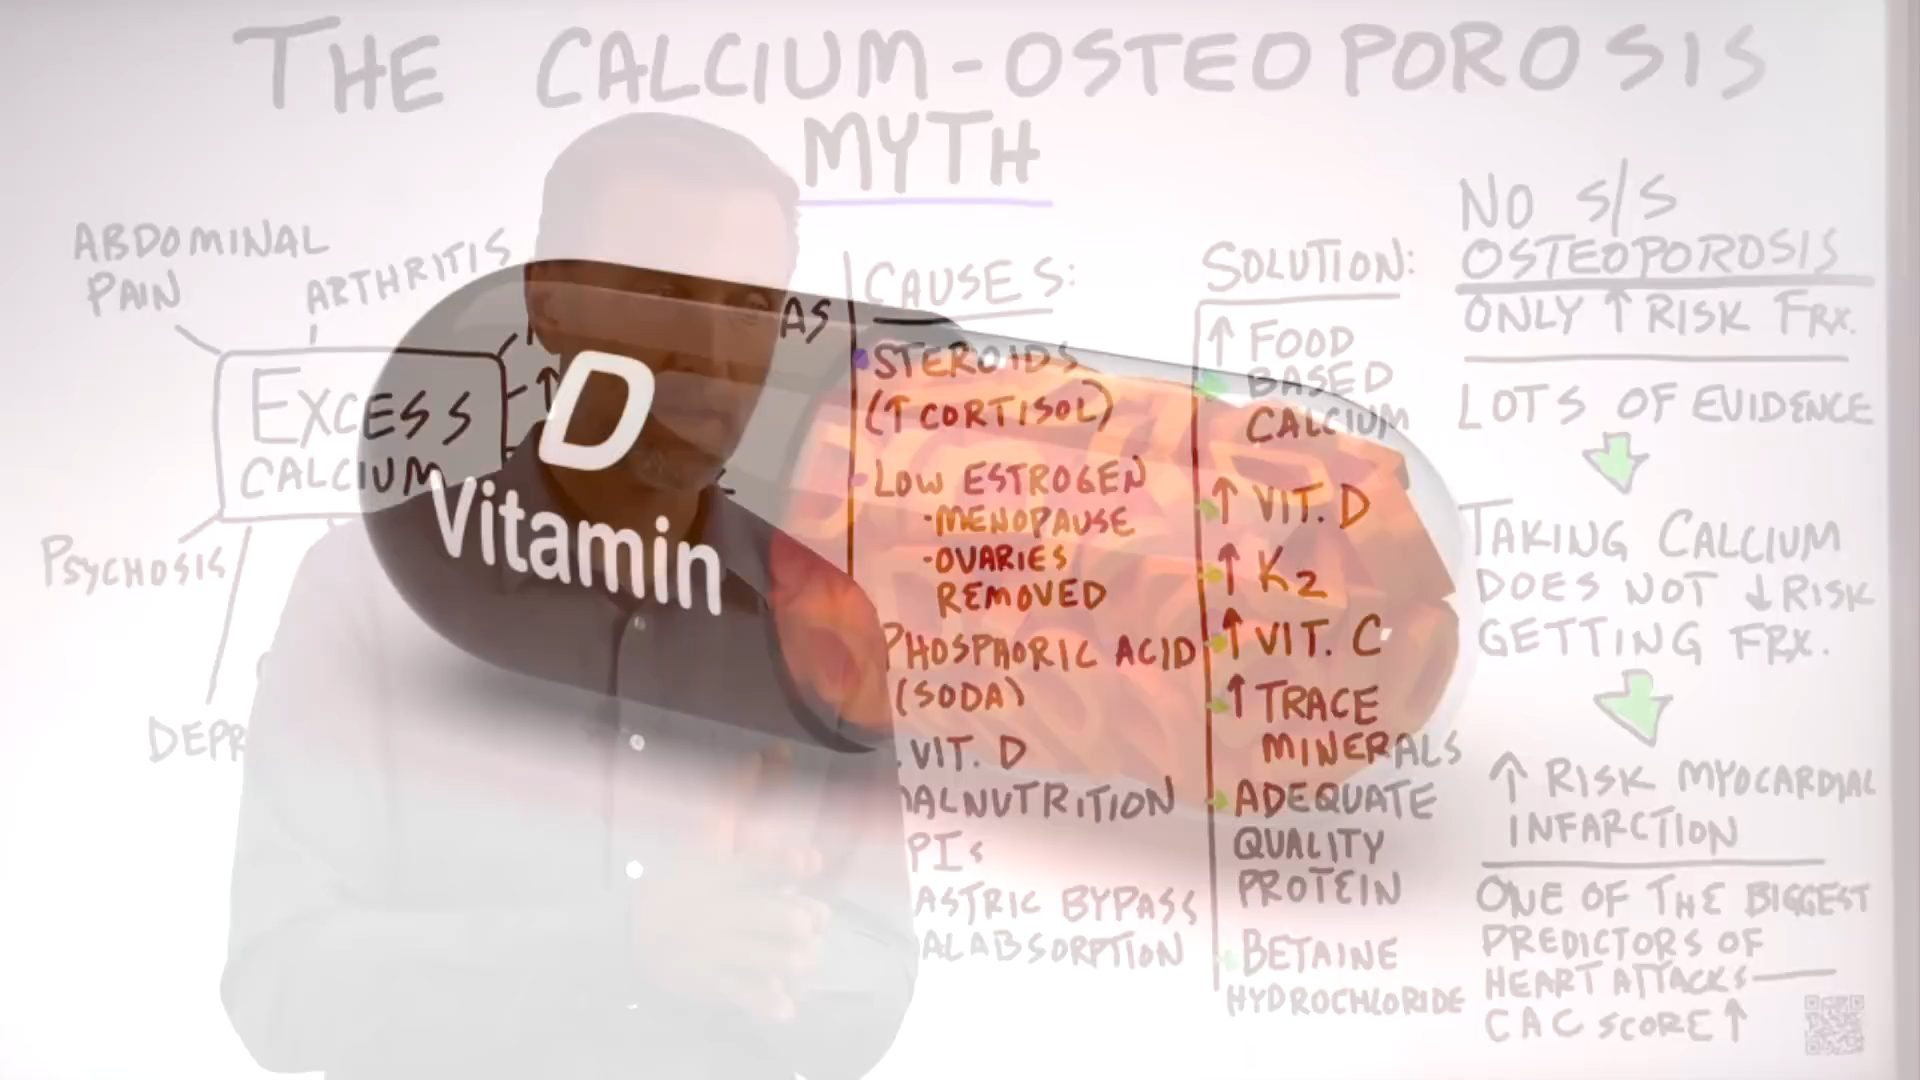 THE CALCIUM-OSTEOPOROSIS
MYTH
ABDOMINAL
PAIN
ARTHRITIS
EXCESS
CALCIUM
PSYCHOSIS
D
Vitamin
CAUSES:
STEROIDS
(↑ CORTISOL)
LOW ESTROGEN
-MENOPAUSE
-OVARIES
REMOVED
PHOSPHORIC ACID
(SODA)
VIT. D
SOLUTION:
↑ FOOD
BASED
CALCIUM
↑ VIT. D
↑ K2
↑ VIT. C
↑ TRACE
MINERALS
ADEQUATE
QUALITY
PROTEIN
BETAINE
HYDROCHLORIDE
NO S/S
OSTEOPOROSIS
ONLY ↑ RISK FRX.
LOTS OF EVIDENCE
TAKING CALCIUM
DOES NOT ↓ RISK
GETTING FRX.
↑ RISK MYOCARDIAL
INFARCTION
ONE OF THE BIGGEST
PREDICTORS OF
HEART ATTACKS—
CAC SCORE ↑